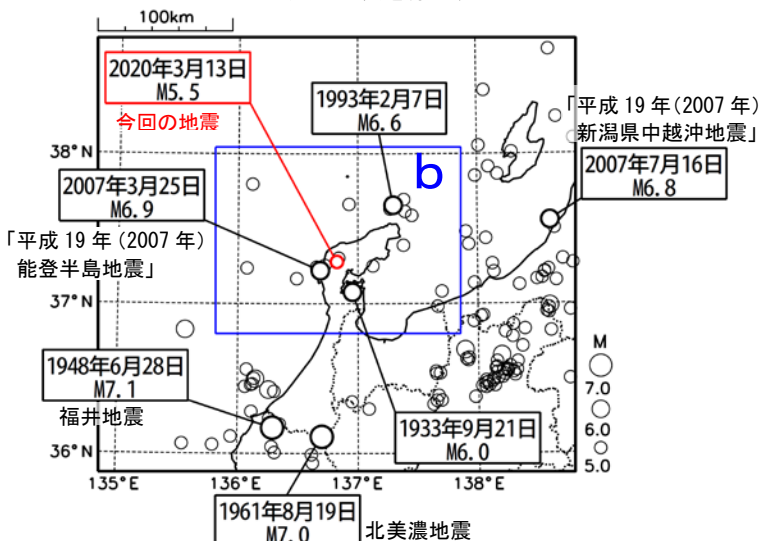 100km
2020年3月13日
M5.5
今回の地震
1993年2月7日
M6.6
「平成 19 年(2007 年)
新潟県中越沖地震」
2007年7月16日
M6.8
38°N
b
2007年3月25日
M6.9
「平成 19 年(2007 年)
能登半島地震」
37°N
1948年6月28日
M7.1
福井地震
M
7.0
6.0
5.0
1933年9月21日
M6.0
36°N
135°E
136°E
137°E
138°E
1961年8月19日
M7.0
北美濃地震